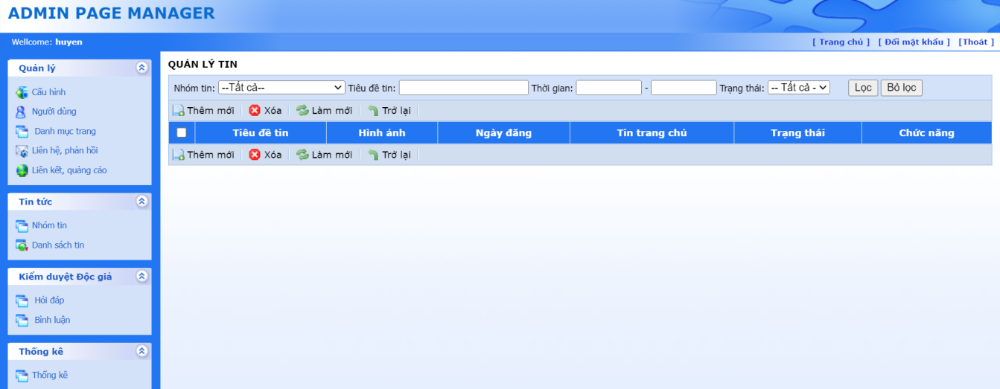 ADMIN PAGE MANAGER
Wellcome: huyen
[ Trang chủ ] [ Đổi mật khẩu ] [Thoát ]
Quản lý
Cấu hình
Người dùng
Danh mục trang
Liên hệ, phản hồi
Liên kết, quảng cáo
Tin tức
Nhóm tin
Danh sách tin
Kiểm duyệt Độc giả
Hỏi đáp
Bình luận
Thống kê
Thống kê
QUẢN LÝ TIN
Nhóm tin: --Tất cả-- Tiêu đề tin: Thời gian: - Trạng thái: -- Tất cả - Lọc Bỏ lọc
Thêm mới Xóa Làm mới Trở lại
Tiêu đề tin Hình ảnh Ngày đăng Tin trang chủ Trạng thái Chức năng
Thêm mới Xóa Làm mới Trở lại